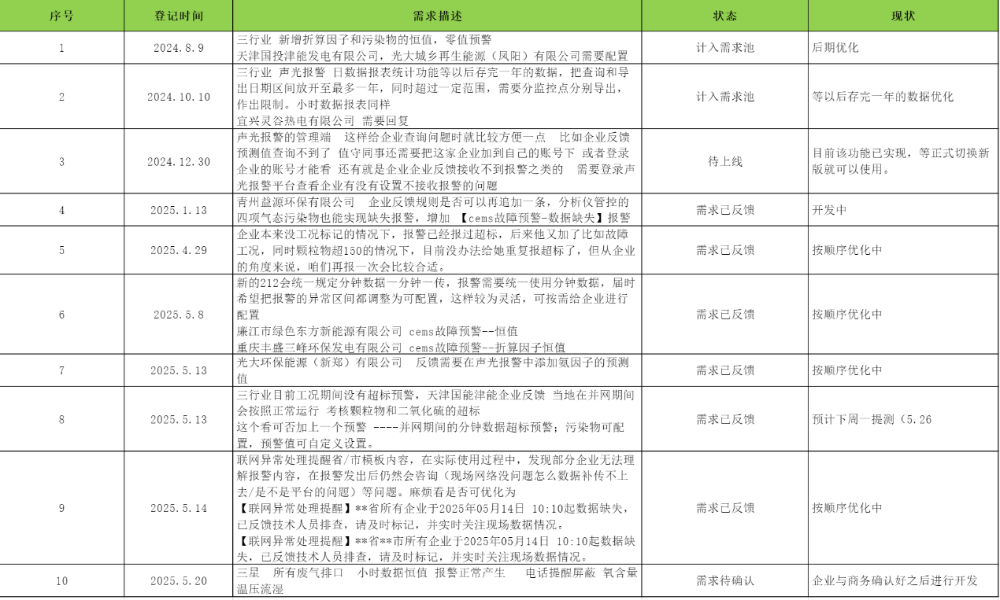 序号 登记时间 需求描述 状态 现状
1 2024.8.9 三行业 新增折算因子和污染物的恒值，零值预警
天津国投津能发电有限公司，光大城乡再生能源（凤阳）有限公司需要配置 计入需求池 后期优化
2 2024.10.10 三行业 声光报警 日数据报表统计功能等以后存完一年的数据，把查询和导
出日期区间放开至最多一年，同时超过一定范围，需要分监控点分别导出，
作出限制。小时数据报表同样
宜兴灵谷热电有限公司 需要回复 计入需求池 等以后存完一年的数据优化
3 2024.12.30 声光报警的管理端 这样给企业查询问题时就比较方便一点 比如企业反馈
预测值查询不到了 值守同事还需要把这家企业加到自己的账号下 或者登录
企业的账号才能看 还有就是企业企业反馈接收不到报警之类的 需要登录声
光报警平台查看企业有没有设置不接收报警的问题 待上线 目前该功能已实现，等正式切换新
版就可以使用。
4 2025.1.13 青州益源环保有限公司 企业反馈规则是否可以再追加一条，分析仪管控的
四项气态污染物也能实现缺失报警，增加 【cems故障预警-数据缺失】报警 需求已反馈 开发中
5 2025.4.29 企业本来没工况标记的情况下，报警已经报过超标，后来他又加了比如故障
工况，同时颗粒物超150的情况下，目前没办法给她重复报超标了，但从企业
的角度来说，咱们再报一次会比较合适。 需求已反馈 按顺序优化中
6 2025.5.8 新的212会统一规定分钟数据一分钟一传，报警需要统一使用分钟数据，届时
希望把报警的异常区间都调整为可配置，这样较为灵活，可按需给企业进行
配置
廉江市绿色东方新能源有限公司 cems故障预警--恒值
重庆丰盛三峰环保发电有限公司 cems故障预警--折算因子恒值 需求已反馈 按顺序优化中
7 2025.5.13 光大环保能源（新郑）有限公司 反馈需要在声光报警中添加氨因子的预测
值 需求已反馈 按顺序优化中
8 2025.5.13 三行业目前工况期间没有超标预警，天津国能津能企业反馈 当地在并网期间
会按照正常运行 考核颗粒物和二氧化硫的超标
这个看可否加上一个预警 ----并网期间的分钟数据超标预警；污染物可配
置，预警值可自定义设置。 需求已反馈 预计下周一提测（5.26
9 2025.5.14 联网异常处理提醒省/市模板内容，在实际使用过程中，发现部分企业无法理
解报警内容，在报警发出后仍然会咨询（现场网络没问题怎么数据补传不上
去/是不是平台的问题）等问题。麻烦看是否可优化为
【联网异常处理提醒】**省所有企业于2025年05月14日 10:10起数据缺失，
已反馈技术人员排查，请及时标记，并实时关注现场数据情况。
【联网异常处理提醒】**省**市所有企业于2025年05月14日 10:10起数据缺
失，已反馈技术人员排查，请及时标记，并实时关注现场数据情况。 需求已反馈 按顺序优化中
10 2025.5.20 三星 所有废气排口 小时数据恒值 报警正常产生 电话提醒屏蔽 氧含量
温压流湿 需求待确认 企业与商务确认好之后进行开发